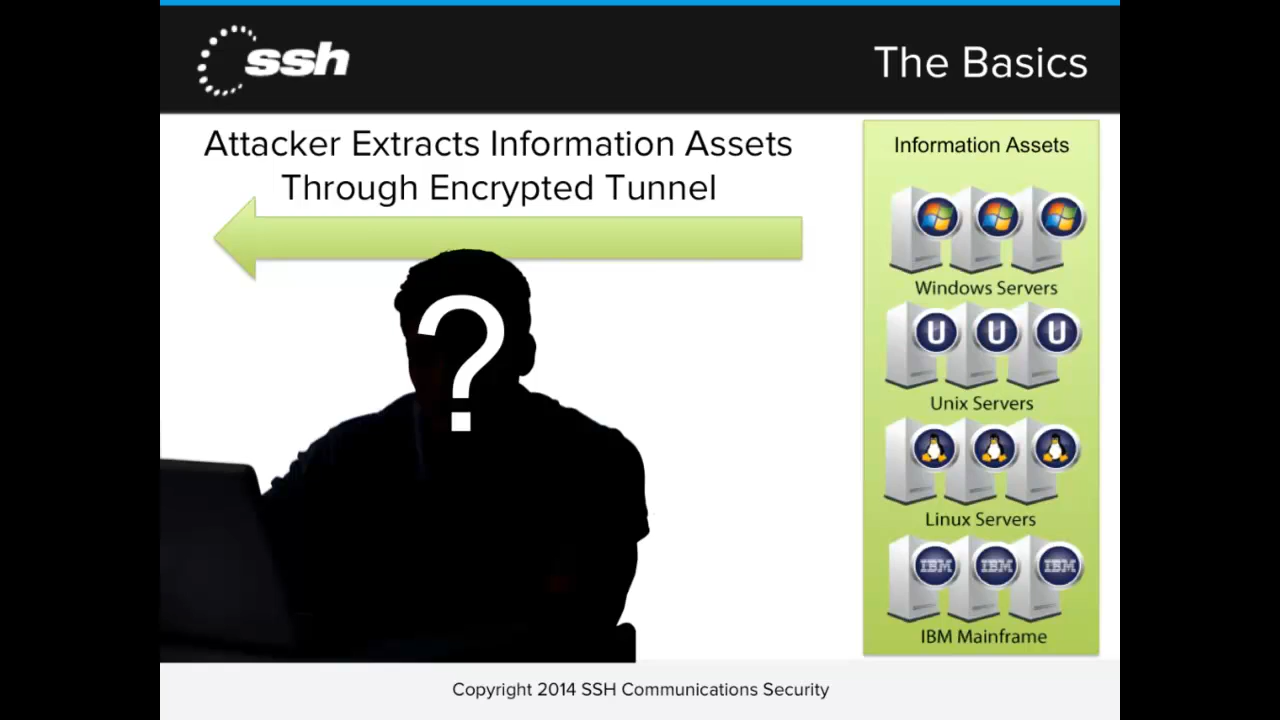 ssh
The Basics
Attacker Extracts Information Assets
Through Encrypted Tunnel
?
Information Assets
Windows Servers
U U U
Unix Servers
Linux Servers
IBM IBM IBM
IBM Mainframe
Copyright 2014 SSH Communications Security